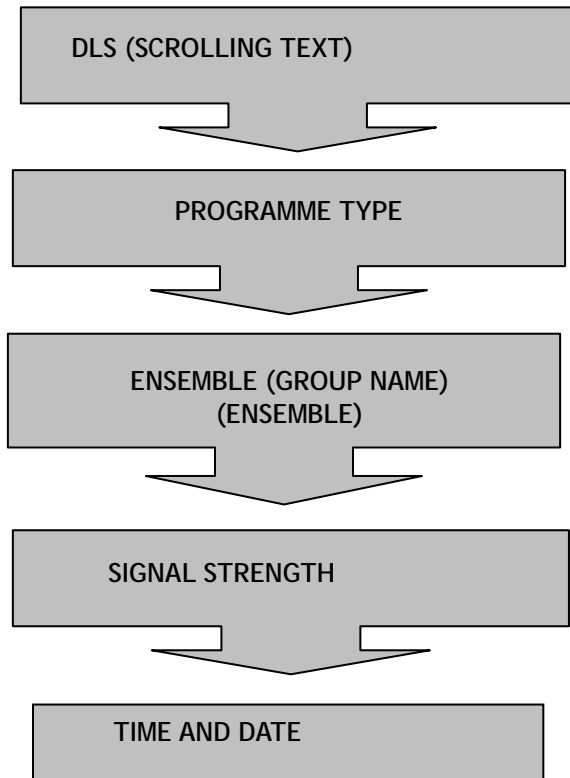 DLS (SCROLLING TEXT)
PROGRAMME TYPE
ENSEMBLE (GROUP NAME)
(ENSEMBLE)
SIGNAL STRENGTH
TIME AND DATE